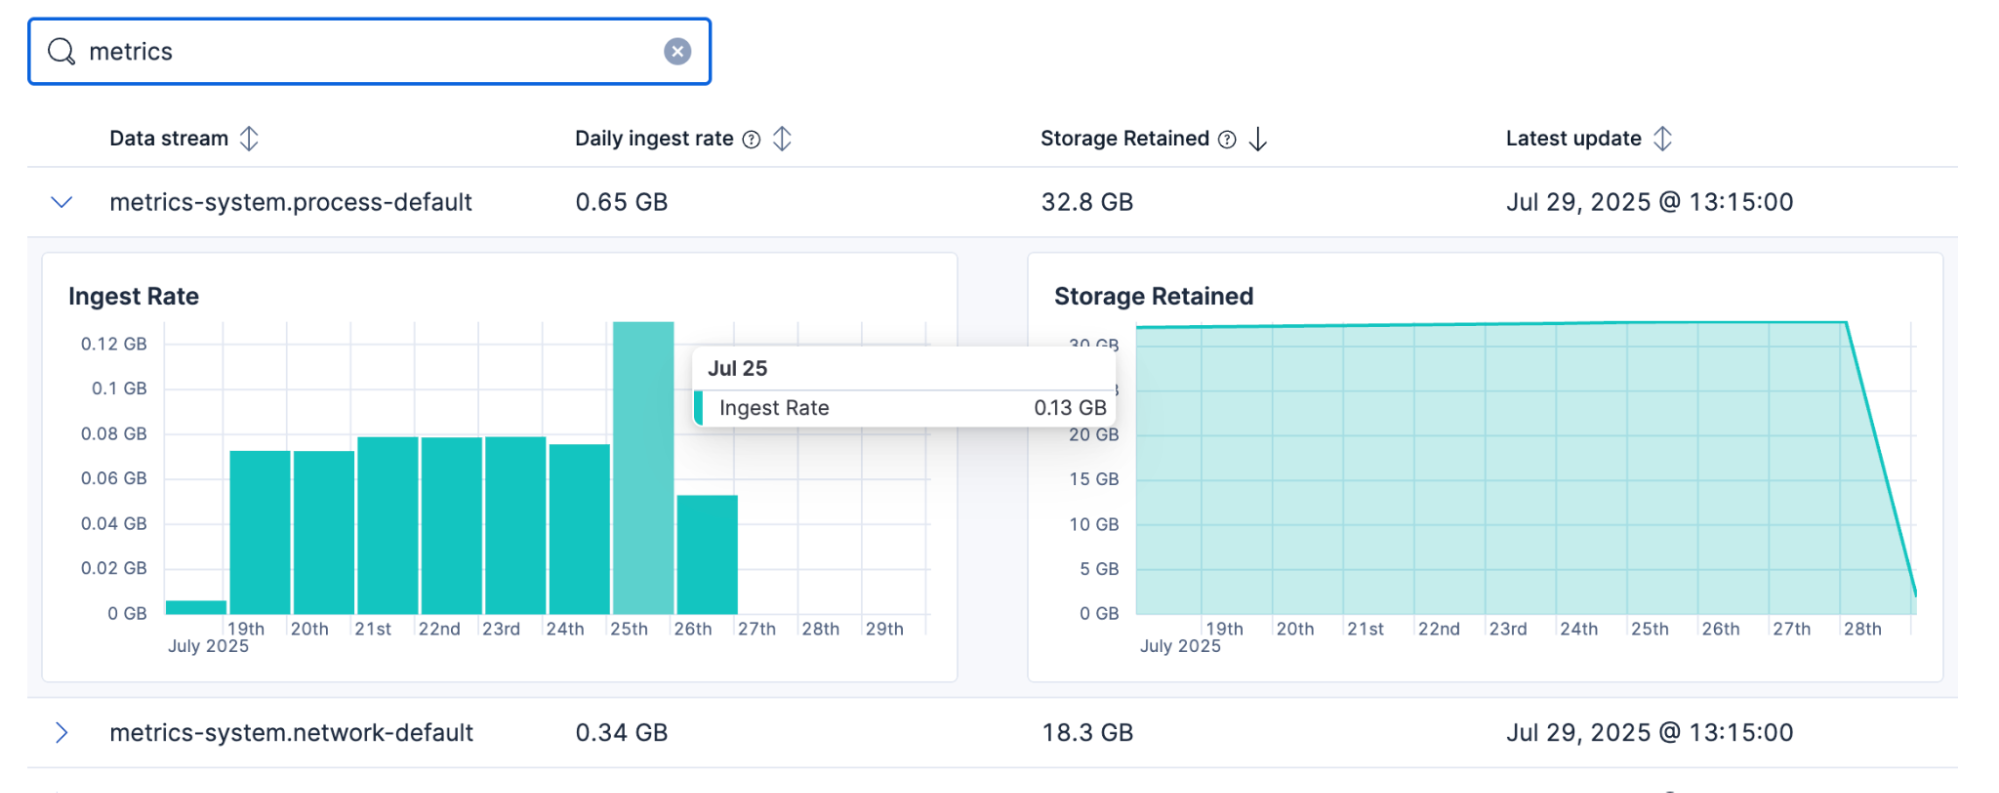 metrics
Data stream Daily ingest rate Storage Retained Latest update
metrics-system.process-default 0.65 GB 32.8 GB Jul 29, 2025 @ 13:15:00
Ingest Rate
0.12 GB
0.1 GB
0.08 GB
0.06 GB
0.04 GB
0.02 GB
0 GB
19th 20th 21st 22nd 23rd 24th 25th 26th 27th 28th 29th
July 2025
Jul 25
Ingest Rate 0.13 GB
Storage Retained
30 GB
20 GB
15 GB
10 GB
5 GB
0 GB
19th 20th 21st 22nd 23rd 24th 25th 26th 27th 28th
July 2025
metrics-system.network-default 0.34 GB 18.3 GB Jul 29, 2025 @ 13:15:00